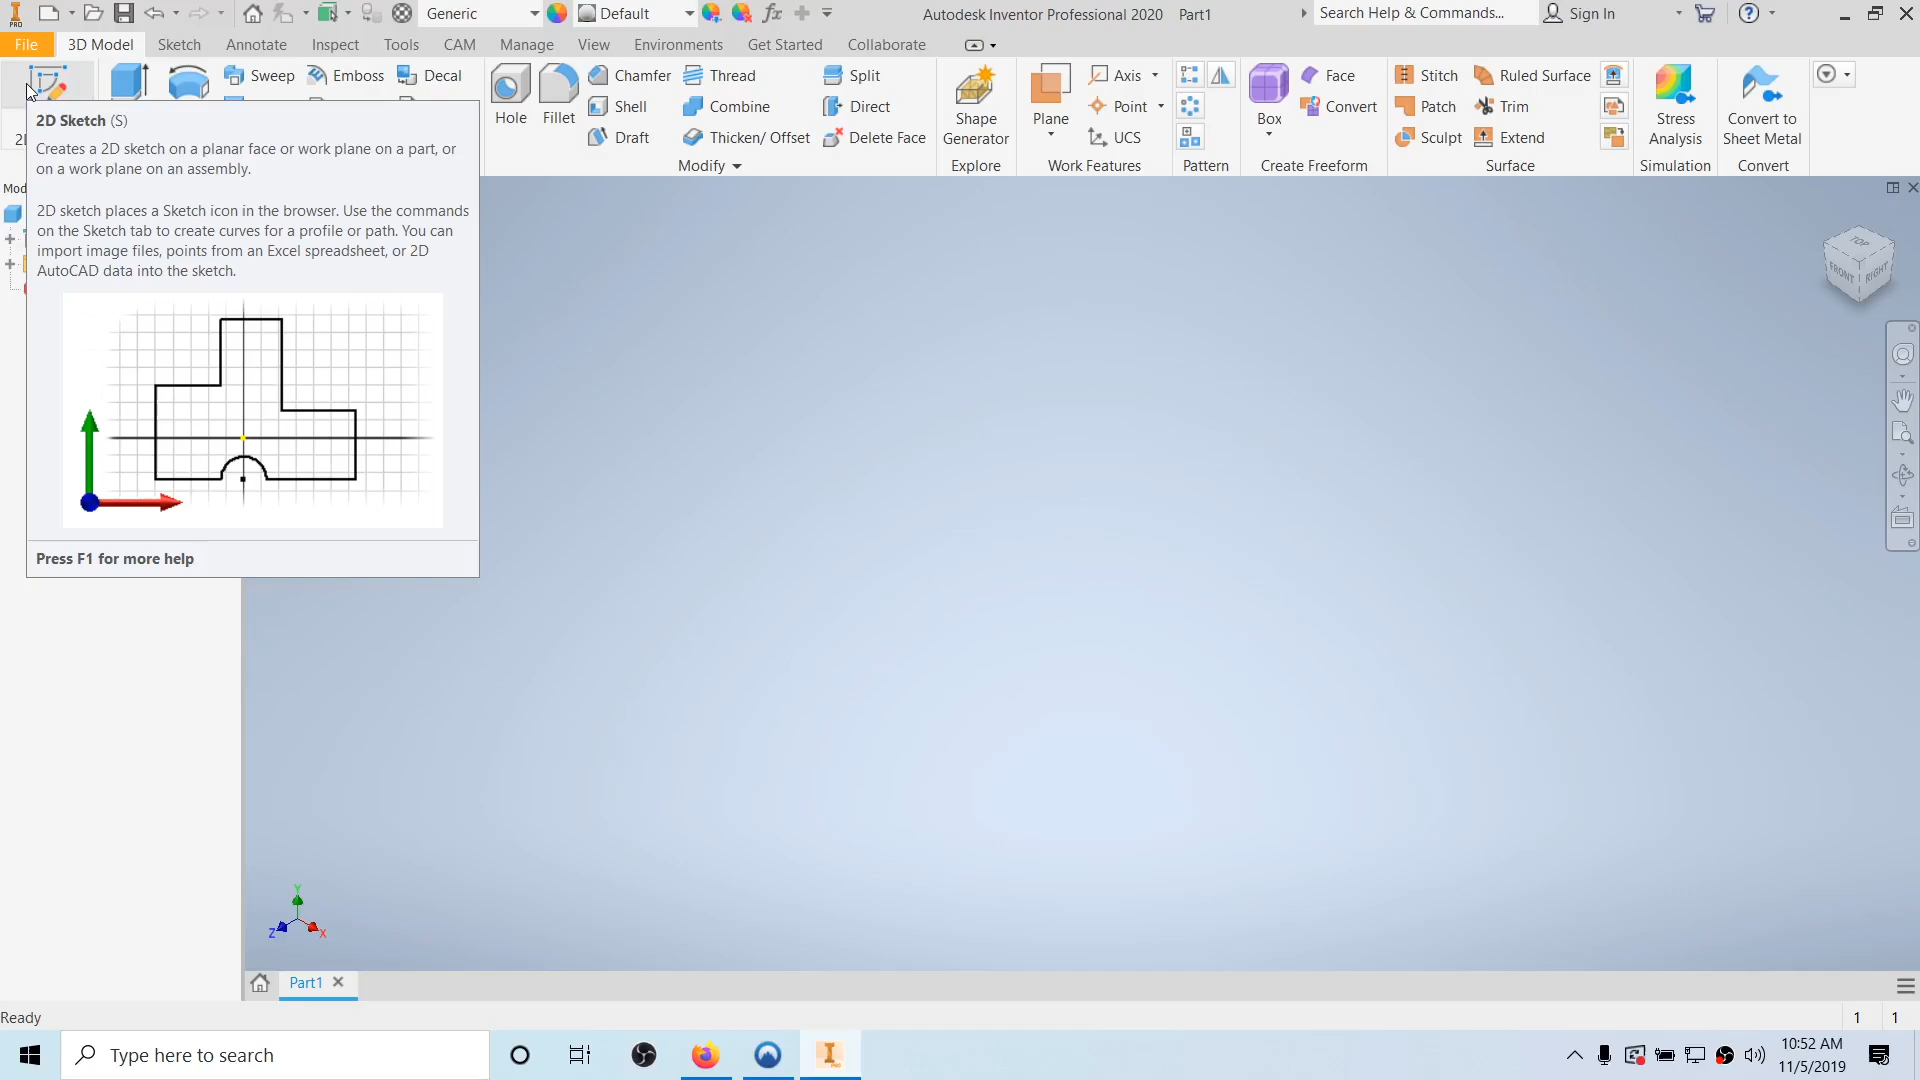 Generic
Default
Autodesk Inventor Professional 2020 Part1
Search Help & Commands...
Sign In
PRO
File 3D Model Sketch Annotate Inspect Tools CAM Manage View Environments Get Started Collaborate
Sweep Emboss Decal
Hole Fillet
Chamfer Thread Split
Shell Combine Direct
Draft Thicken/ Offset Delete Face
Modify
Shape
Generator
Explore
Plane
Axis
Point
UCS
Work Features
Pattern
Box
Face
Convert
Create Freeform
Stitch Ruled Surface
Patch Trim
Sculpt Extend
Surface
Stress
Analysis
Simulation
Convert to
Sheet Metal
Convert
2D Sketch (S)
Creates a 2D sketch on a planar face or work plane on a part, or
on a work plane on an assembly.
2D sketch places a Sketch icon in the browser. Use the commands
on the Sketch tab to create curves for a profile or path. You can
import image files, points from an Excel spreadsheet, or 2D
AutoCAD data into the sketch.
Press F1 for more help
Mod
TOP
FRONT RIGHT
Y
Z X
Part1
Ready
1 1
Type here to search
PRO
10:52 AM
11/5/2019